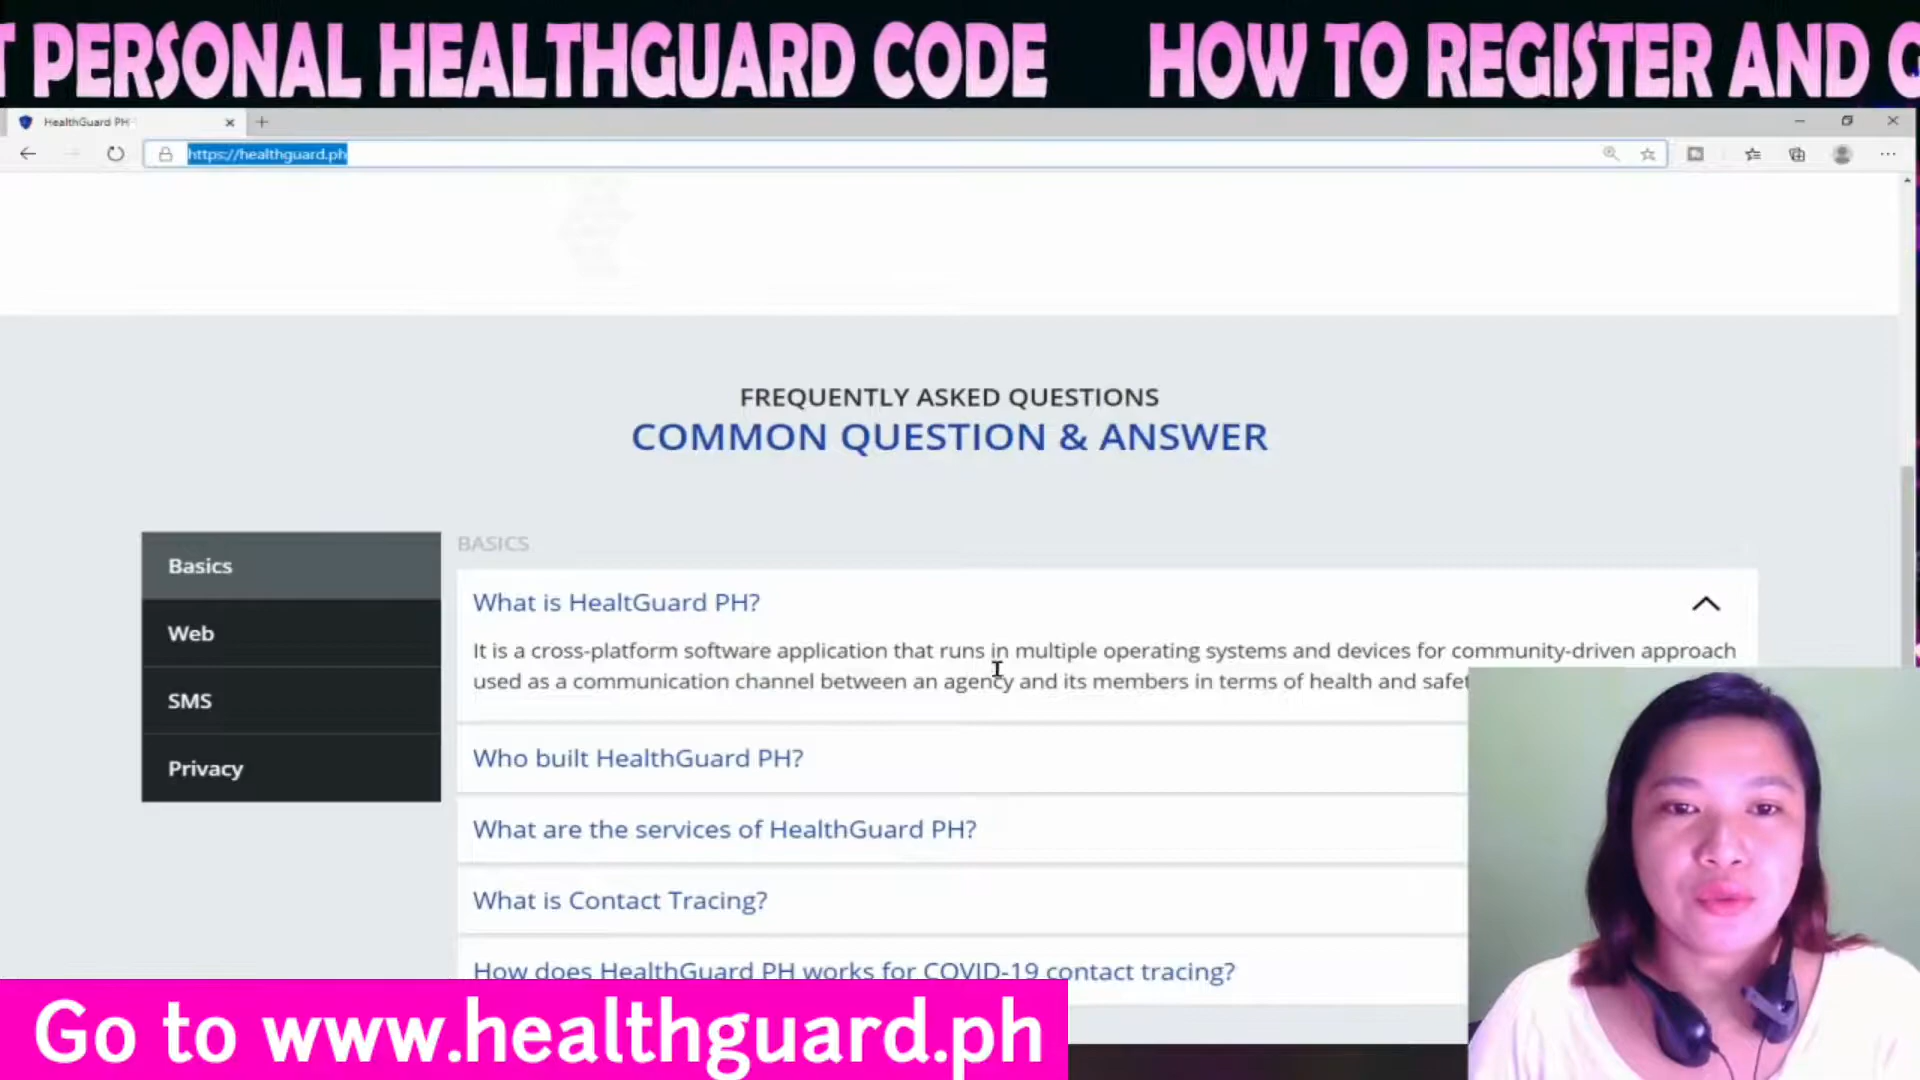 T PERSONAL HEALTHGUARD CODE HOW TO REGISTER AND
HealthGuard PH
https://healthguard.ph
FREQUENTLY ASKED QUESTIONS
COMMON QUESTION & ANSWER
Basics
Web
SMS
Privacy
BASICS
What is HealtGuard PH?
It is a cross-platform software application that runs in multiple operating systems and devices for community-driven approach
used as a communication channel between an agency and its members in terms of health and
Who built HealthGuard PH?
What are the services of HealthGuard PH?
What is Contact Tracing?
How does HealthGuard PH works for COVID-19 contact tracing?
Go to www.healthguard.ph